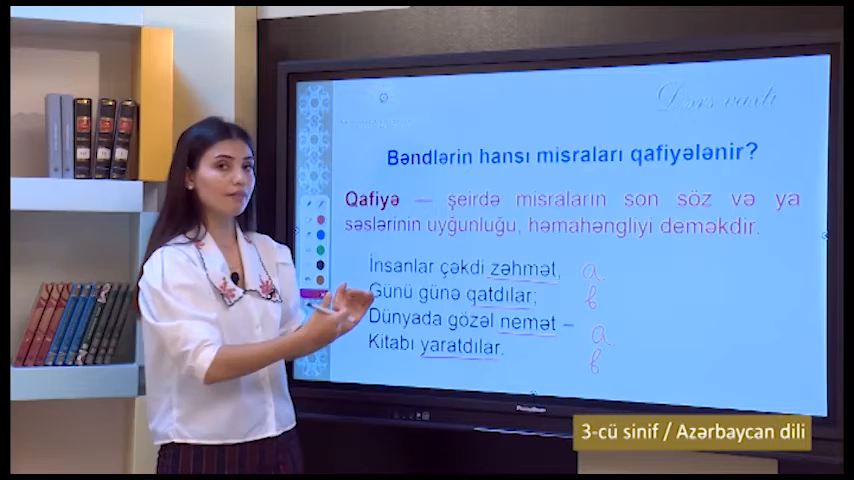 Dərs vaxtı
Bəndlərin hansı misraları qafiyələnir?
Qafiyə — şeirdə misraların son söz və ya
səslərinin uyğunluğu, həmahəngliyi deməkdir.
İnsanlar çəkdi zəhmət, a
Günü günə qatdılar; b
Dünyada gözəl nemət – a
Kitabı yaratdılar. b
3-cü sinif / Azərbaycan dili